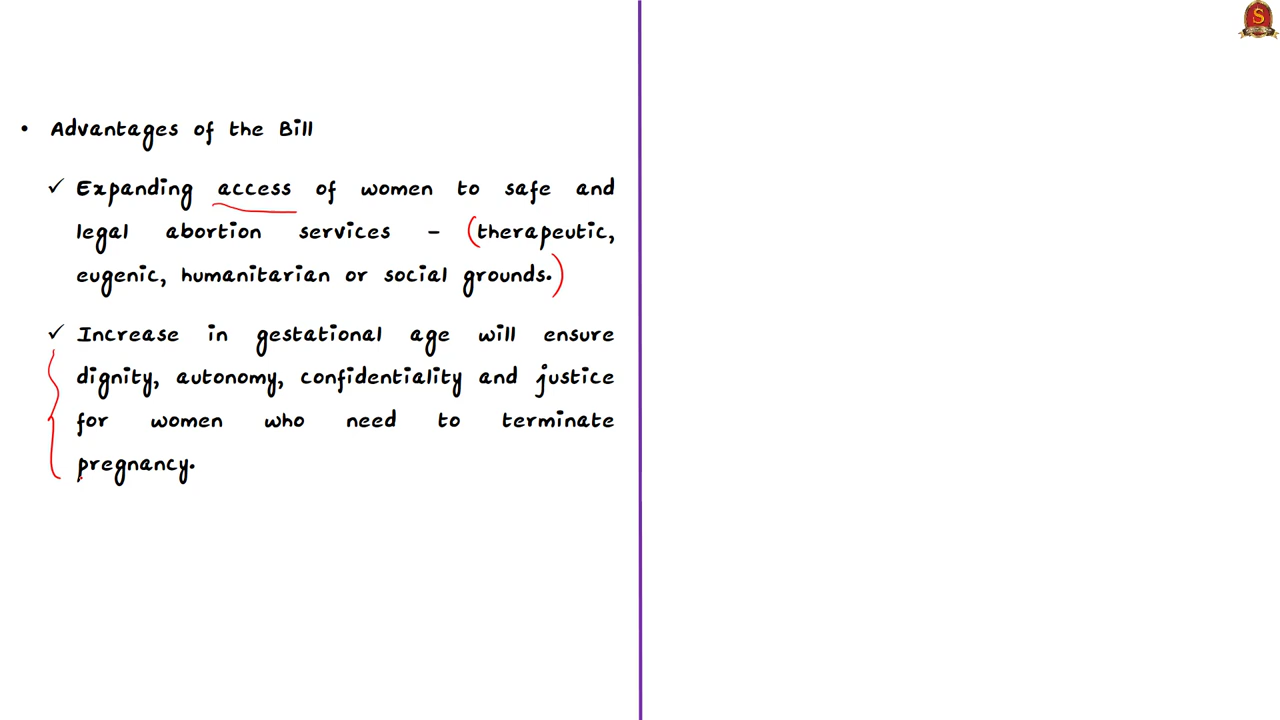 • Advantages of the Bill
✓ Expanding access of women to safe and
legal abortion services - (therapeutic,
eugenic, humanitarian or social grounds.)
✓ Increase in gestational age will ensure
dignity, autonomy, confidentiality and justice
for women who need to terminate
pregnancy.
S